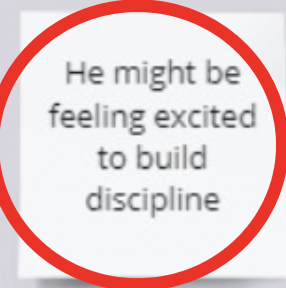 He might be
feeling excited
to build
discipline